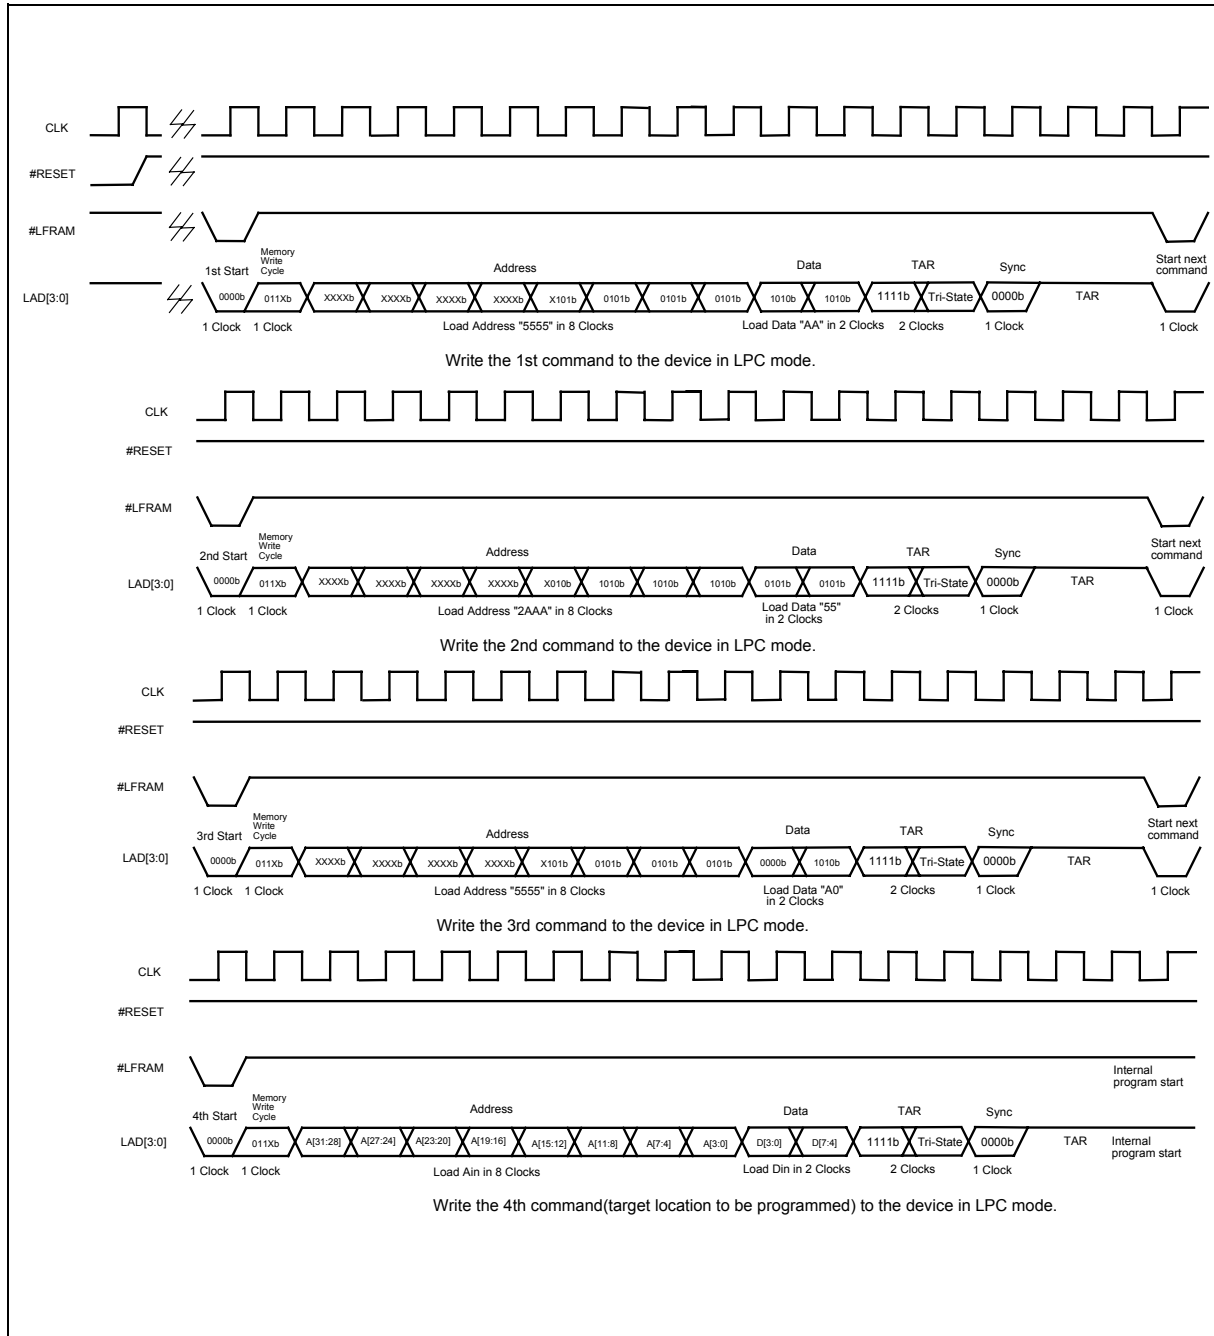 CLK
#RESET
#LFRAM
Memory
Write
Cycle
1st Start
Address
Data
TAR
Sync
Start next
command
LAD[3:0]
0000b 011Xb XXXXb XXXXb XXXXb XXXXb X101b 0101b 0101b 0101b 1010b 1010b 1111b Tri-State 0000b TAR
1 Clock 1 Clock Load Address "5555" in 8 Clocks Load Data "AA" in 2 Clocks 2 Clocks 1 Clock 1 Clock
Write the 1st command to the device in LPC mode.
CLK
#RESET
#LFRAM
Memory
Write
Cycle
2nd Start
Address
Data
TAR
Sync
Start next
command
LAD[3:0]
0000b 011Xb XXXXb XXXXb XXXXb XXXXb X010b 1010b 1010b 1010b 0101b 0101b 1111b Tri-State 0000b TAR
1 Clock 1 Clock Load Address "2AAA" in 8 Clocks Load Data "55"
in 2 Clocks 2 Clocks 1 Clock 1 Clock
Write the 2nd command to the device in LPC mode.
CLK
#RESET
#LFRAM
Memory
Write
Cycle
3rd Start
Address
Data
TAR
Sync
Start next
command
LAD[3:0]
0000b 011Xb XXXXb XXXXb XXXXb XXXXb X101b 0101b 0101b 0101b 0000b 1010b 1111b Tri-State 0000b TAR
1 Clock 1 Clock Load Address "5555" in 8 Clocks Load Data "A0"
in 2 Clocks 2 Clocks 1 Clock 1 Clock
Write the 3rd command to the device in LPC mode.
CLK
#RESET
#LFRAM
Internal
program start
Memory
Write
Cycle
4th Start
Address
Data
TAR
Sync
LAD[3:0]
0000b 011Xb A[31:28] A[27:24] A[23:20] A[19:16] A[15:12] A[11:8] A[7:4] A[3:0] D[3:0] D[7:4] 1111b Tri-State 0000b TAR
Internal
program start
1 Clock 1 Clock Load Ain in 8 Clocks Load Din in 2 Clocks 2 Clocks 1 Clock
Write the 4th command(target location to be programmed) to the device in LPC mode.